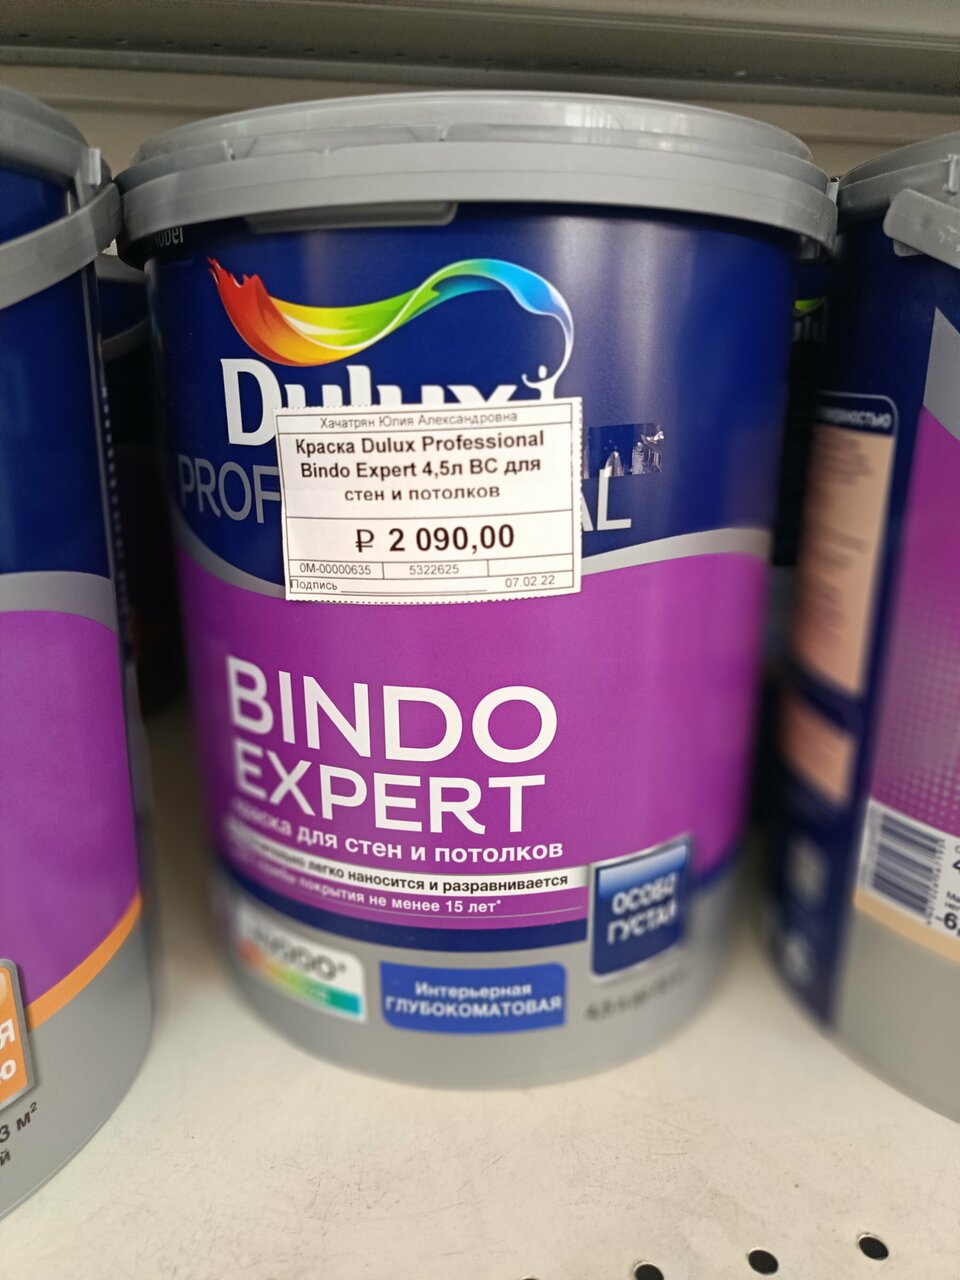 Dulux
Хачатрян Юлия Александровна
Краска Dulux Professional
Bindo Expert 4,5л ВС для
стен и потолков
₽ 2 090,00
0М-00000635 5322625
Подпись 07.02.22
PROF AL
BINDO
EXPERT
для стен и потолков
легко наносится и разравнивается
покрытия не менее 15 лет*
ОСОБО
ГУСТАЯ
Интерьерная
ГЛУБОКОМАТОВАЯ
3 м²